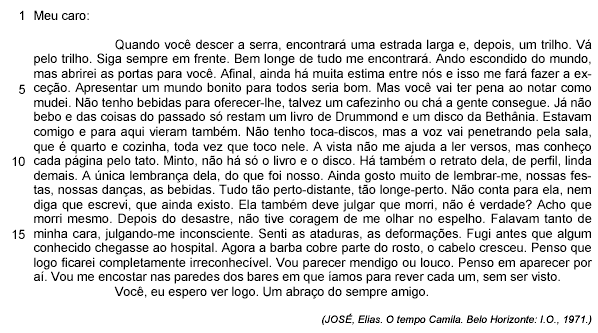 1 Meu caro:
Quando você descer a serra, encontrará uma estrada larga e, depois, um trilho. Vá
pelo trilho. Siga sempre em frente. Bem longe de tudo me encontrará. Ando escondido do mundo,
mas abrirei as portas para você. Afinal, ainda há muita estima entre nós e isso me fará fazer a ex-
5 ceção. Apresentar um mundo bonito para todos seria bom. Mas você vai ter pena ao notar como
mudei. Não tenho bebidas para oferecer-lhe, talvez um cafezinho ou chá a gente consegue. Já não
bebo e das coisas do passado só restam um livro de Drummond e um disco da Bethânia. Estavam
comigo e para aqui vieram também. Não tenho toca-discos, mas a voz vai penetrando pela sala,
que é quarto e cozinha, toda vez que toco nele. A vista não me ajuda a ler versos, mas conheço
10 cada página pelo tato. Minto, não há só o livro e o disco. Há também o retrato dela, de perfil, linda
demais. A única lembrança dela, do que foi nosso. Ainda gosto muito de lembrar-me, nossas fes-
tas, nossas danças, as bebidas. Tudo tão perto-distante, tão longe-perto. Não conta para ela, nem
diga que escrevi, que ainda existo. Ela também deve julgar que morri, não é verdade? Acho que
morri mesmo. Depois do desastre, não tive coragem de me olhar no espelho. Falavam tanto de
15 minha cara, julgando-me inconsciente. Senti as ataduras, as deformações. Fugi antes que algum
conhecido chegasse ao hospital. Agora a barba cobre parte do rosto, o cabelo cresceu. Penso que
logo ficarei completamente irreconhecível. Vou parecer mendigo ou louco. Penso em aparecer por
aí. Vou me encostar nas paredes dos bares em que íamos para rever cada um, sem ser visto.
Você, eu espero ver logo. Um abraço do sempre amigo.
(JOSÉ, Elias. O tempo Camila. Belo Horizonte: I.O., 1971.)